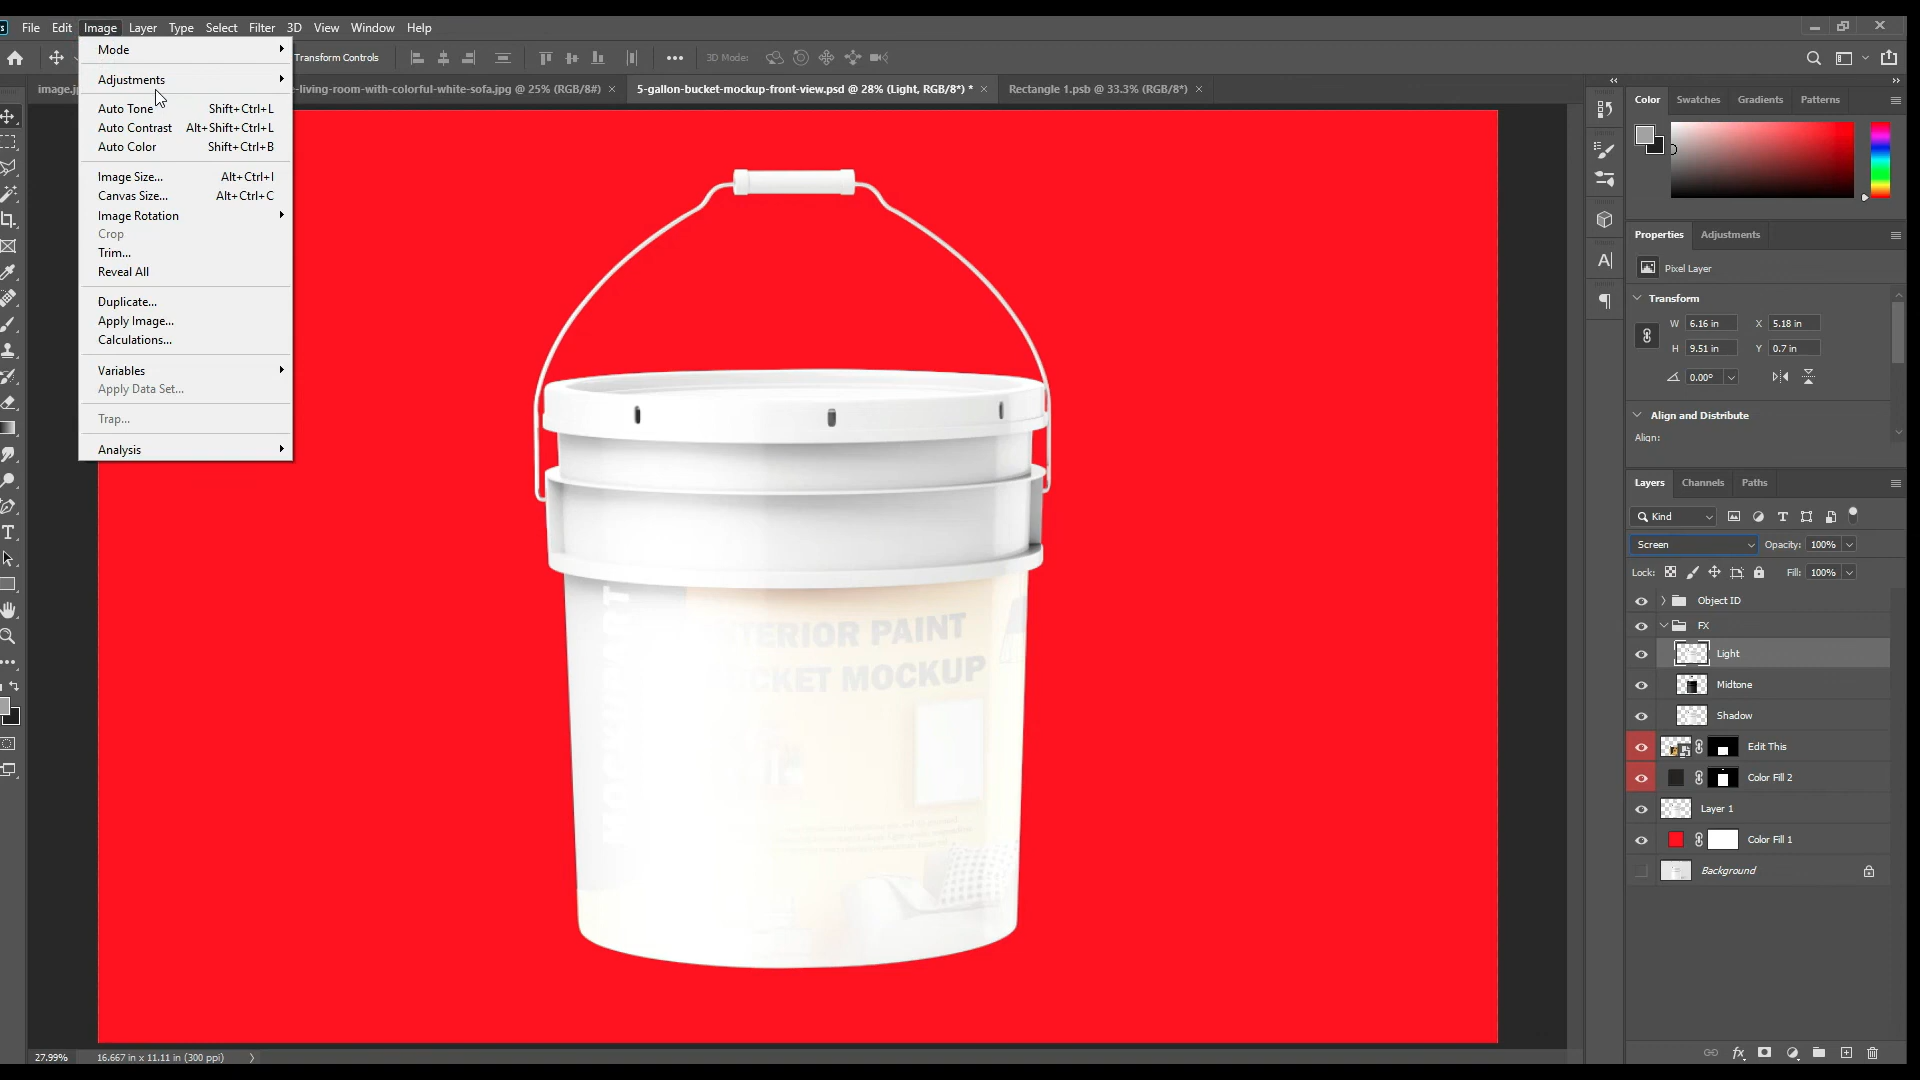 File Edit Image Layer Type Select Filter 3D View Window Help
Transform Controls
3D Mode:
image.j
-living-room-with-colorful-white-sofa.jpg @ 25% (RGB/8#) ×
5-gallon-bucket-mockup-front-view.psd @ 28% (Light, RGB/8*) * ×
Rectangle 1.psb @ 33.3% (RGB/8*) ×
Mode
Adjustments
Auto Tone Shift+Ctrl+L
Auto Contrast Alt+Shift+Ctrl+L
Auto Color Shift+Ctrl+B
Image Size... Alt+Ctrl+I
Canvas Size... Alt+Ctrl+C
Image Rotation
Crop
Trim...
Reveal All
Duplicate...
Apply Image...
Calculations...
Variables
Apply Data Set...
Trap...
Analysis
TERIOR PAINT
CKET MOCKUP
27.99% 16.667 in x 11.11 in (300 ppi)
Color Swatches Gradients Patterns
Properties Adjustments
Pixel Layer
Transform
W 6.16 in X 5.18 in
H 9.51 in Y 0.7 in
0.00°
Align and Distribute
Align:
Layers Channels Paths
Kind
Screen Opacity: 100%
Lock: Fill: 100%
Object ID
FX
Light
Midtone
Shadow
Edit This
Color Fill 2
Layer 1
Color Fill 1
Background